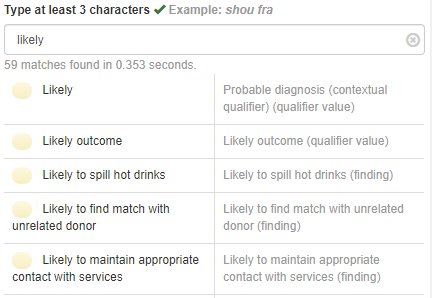 Type at least 3 characters ✔ Example: shou fra
likely
59 matches found in 0.353 seconds.
Likely
Probable diagnosis (contextual
qualifier) (qualifier value)
Likely outcome
Likely outcome (qualifier value)
Likely to spill hot drinks
Likely to spill hot drinks (finding)
Likely to find match with
unrelated donor
Likely to find match with unrelated
donor (finding)
Likely to maintain appropriate
contact with services
Likely to maintain appropriate
contact with services (finding)